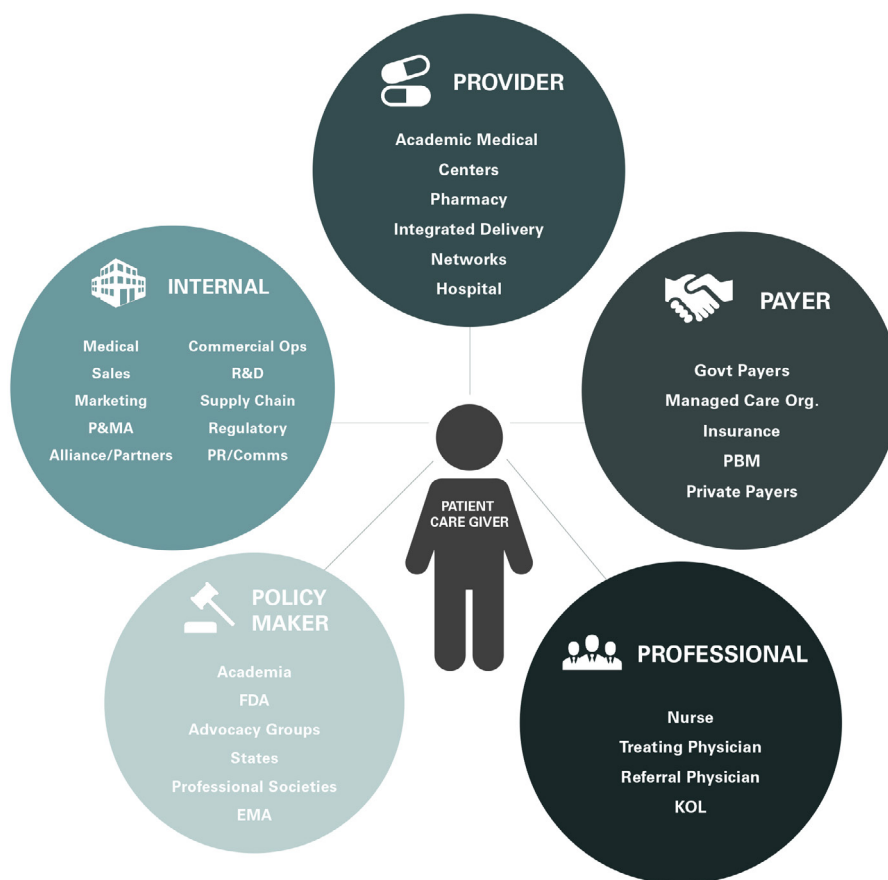 PROVIDER
Academic Medical
Centers
Pharmacy
Integrated Delivery
Networks
Hospital
INTERNAL
Medical
Sales
Marketing
P&MA
Alliance/Partners
Commercial Ops
R&D
Supply Chain
Regulatory
PR/Comms
PAYER
Govt Payers
Managed Care Org.
Insurance
PBM
Private Payers
PATIENT
CARE GIVER
POLICY
MAKER
Academia
FDA
Advocacy Groups
States
Professional Societies
EMA
PROFESSIONAL
Nurse
Treating Physician
Referral Physician
KOL